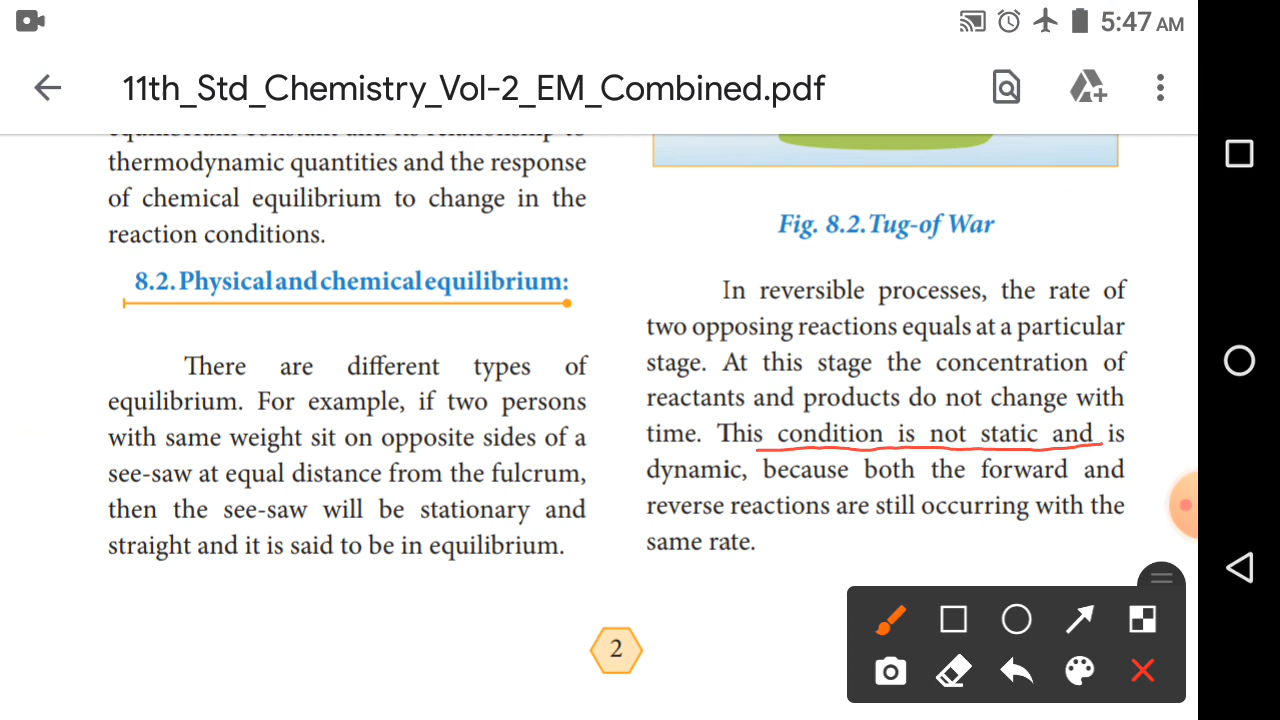 5:47 AM
11th_Std_Chemistry_Vol-2_EM_Combined.pdf
equilibrium constant and its relationship to
thermodynamic quantities and the response
of chemical equilibrium to change in the
reaction conditions.
8.2. Physical and chemical equilibrium:
There are different types of
equilibrium. For example, if two persons
with same weight sit on opposite sides of a
see-saw at equal distance from the fulcrum,
then the see-saw will be stationary and
straight and it is said to be in equilibrium.
Fig. 8.2. Tug-of War
In reversible processes, the rate of
two opposing reactions equals at a particular
stage. At this stage the concentration of
reactants and products do not change with
time. This condition is not static and is
dynamic, because both the forward and
reverse reactions are still occurring with the
same rate.
2